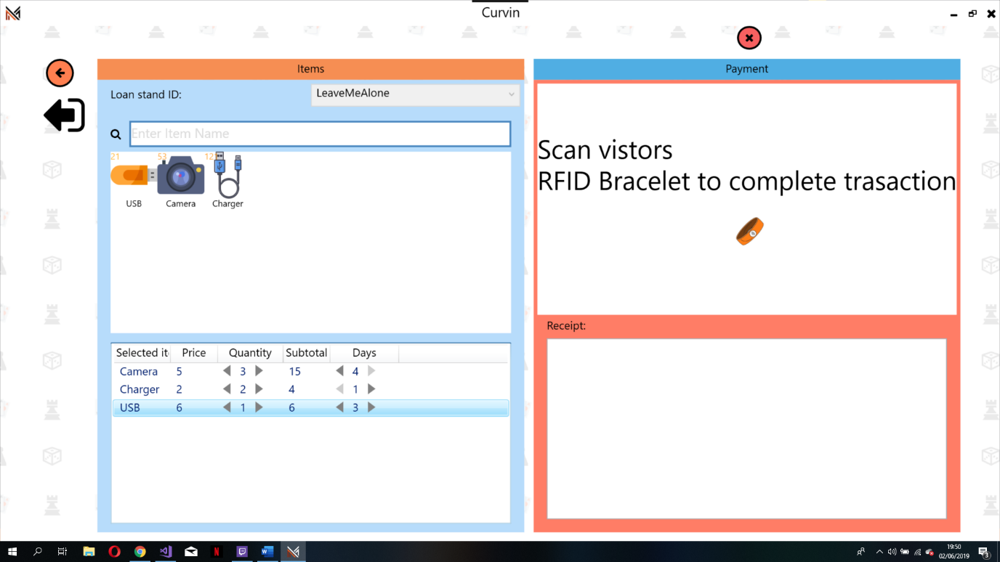 Curvin
Items
Loan stand ID:
LeaveMeAlone
Enter Item Name
21 53 12
USB Camera Charger
Selected it Price Quantity Subtotal Days
Camera 5 3 15 4
Charger 2 2 4 1
USB 6 1 6 3
Payment
Scan vistors
RFID Bracelet to complete trasaction
Receipt:
19:50
02/06/2019
3